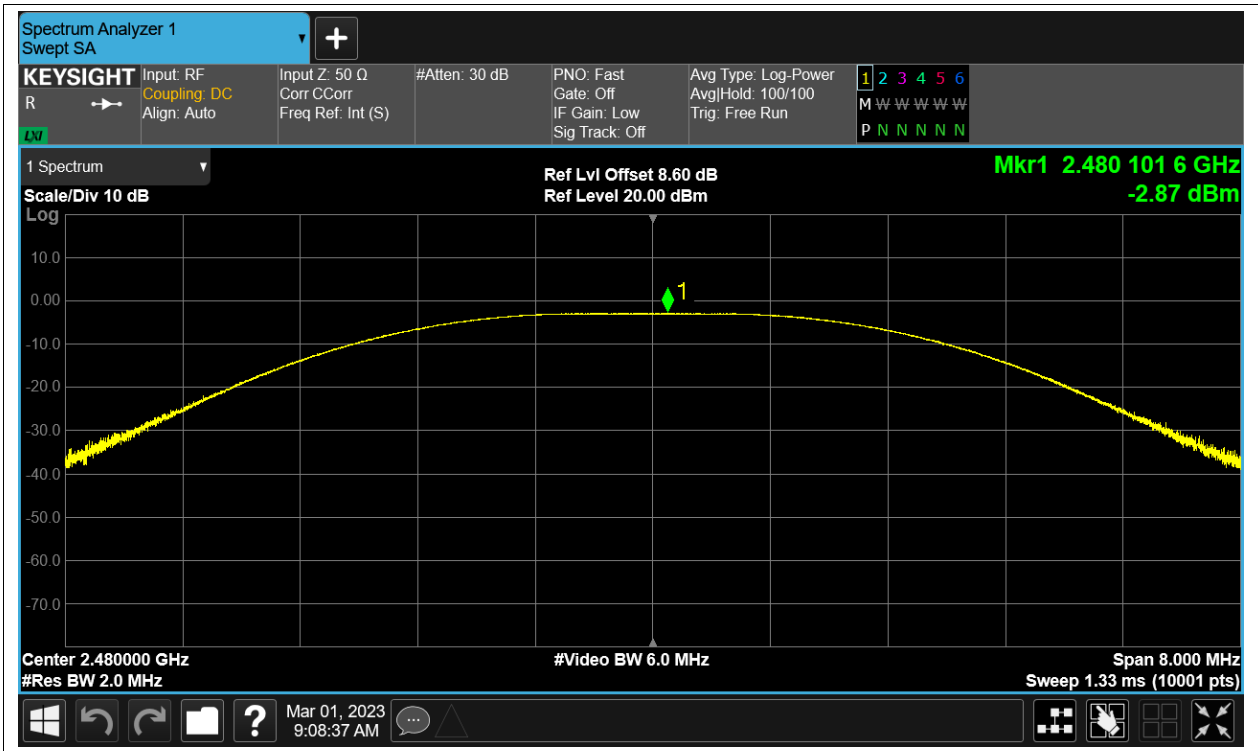 Spectrum Analyzer 1
Swept SA
KEYSIGHT
R
LXI
Input: RF
Coupling: DC
Align: Auto
Input Z: 50 Ω
Corr CCorr
Freq Ref: Int (S)
#Atten: 30 dB
PNO: Fast
Gate: Off
IF Gain: Low
Sig Track: Off
Avg Type: Log-Power
Avg|Hold: 100/100
Trig: Free Run
1 2 3 4 5 6
M W W W W W
P N N N N N
1 Spectrum
Scale/Div 10 dB
Ref Lvl Offset 8.60 dB
Ref Level 20.00 dBm
Mkr1 2.480 101 6 GHz
-2.87 dBm
Log
10.0
0.00
-10.0
-20.0
-30.0
-40.0
-50.0
-60.0
-70.0
1
Center 2.480000 GHz
#Res BW 2.0 MHz
#Video BW 6.0 MHz
Span 8.000 MHz
Sweep 1.33 ms (10001 pts)
?
Mar 01, 2023
9:08:37 AM